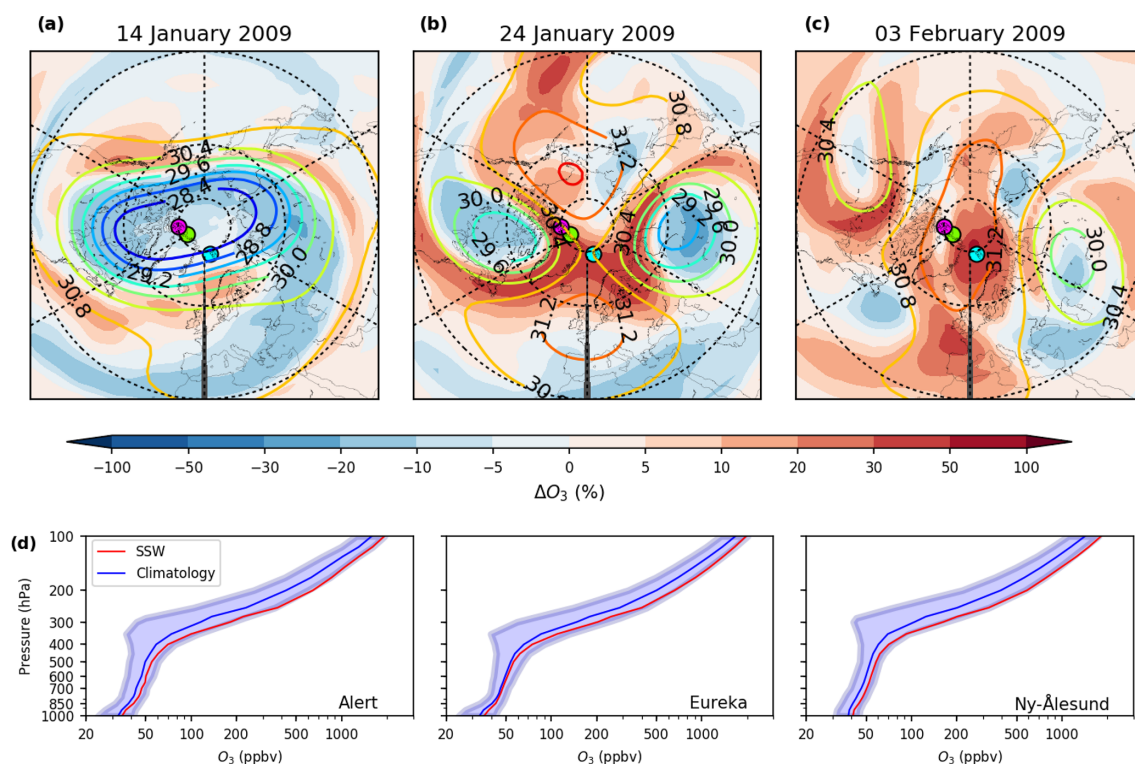 (a)
14 January 2009
30.4
29.6
28.4
28.8
29.2
30.0
30.8
(b)
24 January 2009
30.8
31.2
30.0
29.6
30.4
30.0
31.2
31.2
(c)
03 February 2009
30.4
31.2
30.8
30.0
30.4
−100 −50 −30 −20 −10 −5 0 5 10 20 30 50 100
ΔO₃ (%)
(d)
Pressure (hPa)
100
200
300
400
500
600
700
850
1000
SSW
Climatology
Alert
20 50 100 200 500 1000
O₃ (ppbv)
Eureka
20 50 100 200 500 1000
O₃ (ppbv)
Ny-Ålesund
20 50 100 200 500 1000
O₃ (ppbv)